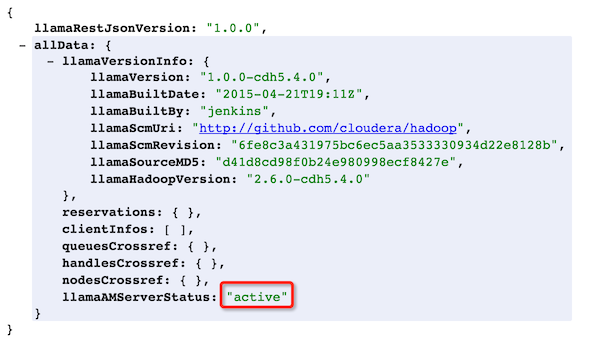 {
llamaRestJsonVersion: "1.0.0",
- allData: {
- llamaVersionInfo: {
llamaVersion: "1.0.0-cdh5.4.0",
llamaBuiltDate: "2015-04-21T19:11Z",
llamaBuiltBy: "jenkins",
llamaScmUri: "http://github.com/cloudera/hadoop",
llamaScmRevision: "6fe8c3a431975bc6ec5aa3533330934d22e8128b",
llamaSourceMD5: "d41d8cd98f0b24e980998ecf8427e",
llamaHadoopVersion: "2.6.0-cdh5.4.0"
},
reservations: { },
clientInfos: [ ],
queuesCrossref: { },
handlesCrossref: { },
nodesCrossref: { },
llamaAMServerStatus: "active"
}
}